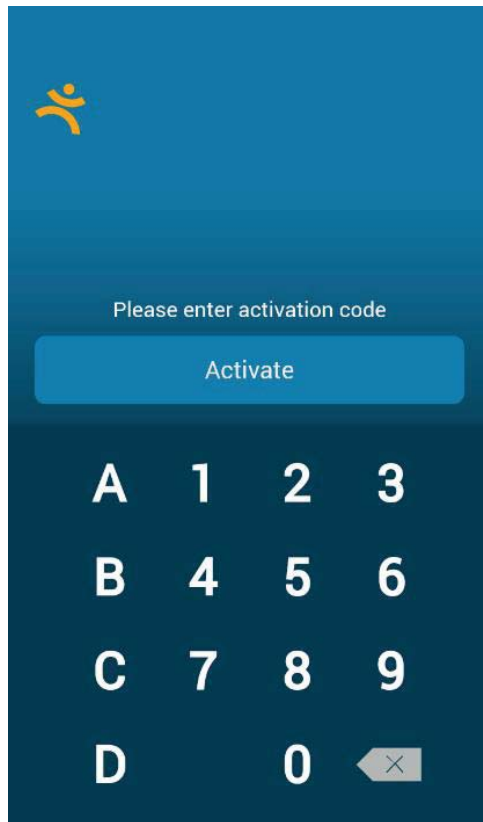 Please enter activation code
Activate
A 1 2 3
B 4 5 6
C 7 8 9
D 0